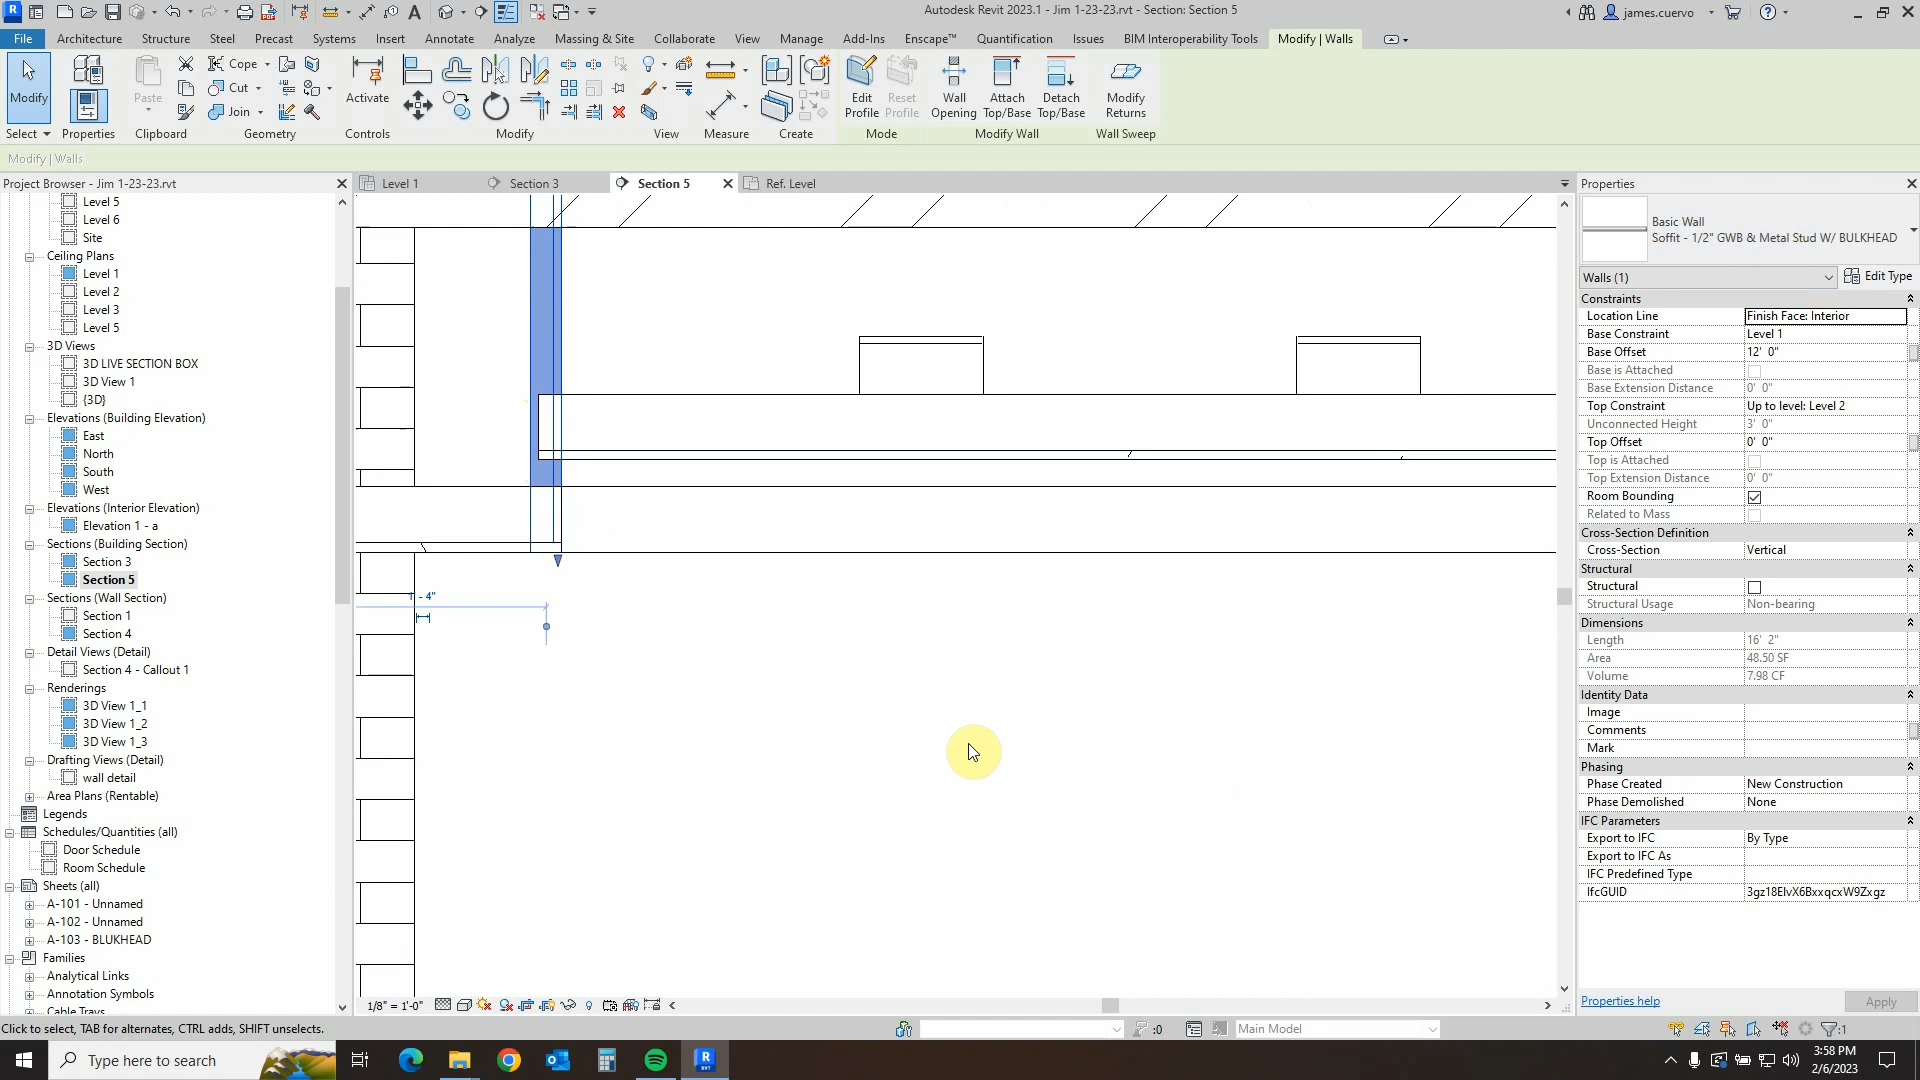 Autodesk Revit 2023.1 - Jim 1-23-23.rvt - Section: Section 5
james.cuervo
File Architecture Structure Steel Precast Systems Insert Annotate Analyze Massing & Site Collaborate View Manage Add-Ins Enscape™ Quantification Issues BIM Interoperability Tools Modify | Walls
Modify
Paste
Cope
Cut
Join
Activate
Edit Profile
Reset Profile
Wall Opening
Attach Top/Base
Detach Top/Base
Modify Returns
Select Properties Clipboard Geometry Controls Modify View Measure Create Mode Modify Wall Wall Sweep
Modify | Walls
Project Browser - Jim 1-23-23.rvt
Level 1 Section 3 Section 5 Ref. Level
Level 5
Level 6
Site
Ceiling Plans
Level 1
Level 2
Level 3
Level 5
3D Views
3D LIVE SECTION BOX
3D View 1
{3D}
Elevations (Building Elevation)
East
North
South
West
Elevations (Interior Elevation)
Elevation 1 - a
Sections (Building Section)
Section 3
Section 5
Sections (Wall Section)
Section 1
Section 4
Detail Views (Detail)
Section 4 - Callout 1
Renderings
3D View 1_1
3D View 1_2
3D View 1_3
Drafting Views (Detail)
wall detail
Area Plans (Rentable)
Legends
Schedules/Quantities (all)
Door Schedule
Room Schedule
Sheets (all)
A-101 - Unnamed
A-102 - Unnamed
A-103 - BLUKHEAD
Families
Analytical Links
Annotation Symbols
Cable Trays
1' - 4"
1/8" = 1'-0"
Properties
Basic Wall
Soffit - 1/2" GWB & Metal Stud W/ BULKHEAD
Walls (1) Edit Type
Constraints
Location Line Finish Face: Interior
Base Constraint Level 1
Base Offset 12' 0"
Base is Attached
Base Extension Distance 0' 0"
Top Constraint Up to level: Level 2
Unconnected Height 3' 0"
Top Offset 0' 0"
Top is Attached
Top Extension Distance 0' 0"
Room Bounding
Related to Mass
Cross-Section Definition
Cross-Section Vertical
Structural
Structural
Structural Usage Non-bearing
Dimensions
Length 16' 2"
Area 48.50 SF
Volume 7.98 CF
Identity Data
Image
Comments
Mark
Phasing
Phase Created New Construction
Phase Demolished None
IFC Parameters
Export to IFC By Type
Export to IFC As
IFC Predefined Type
IfcGUID 3gz18ElvX6BxxqcxW9Zxgz
Properties help Apply
Click to select, TAB for alternates, CTRL adds, SHIFT unselects.
:0
Main Model
:1
Type here to search
3:58 PM
2/6/2023